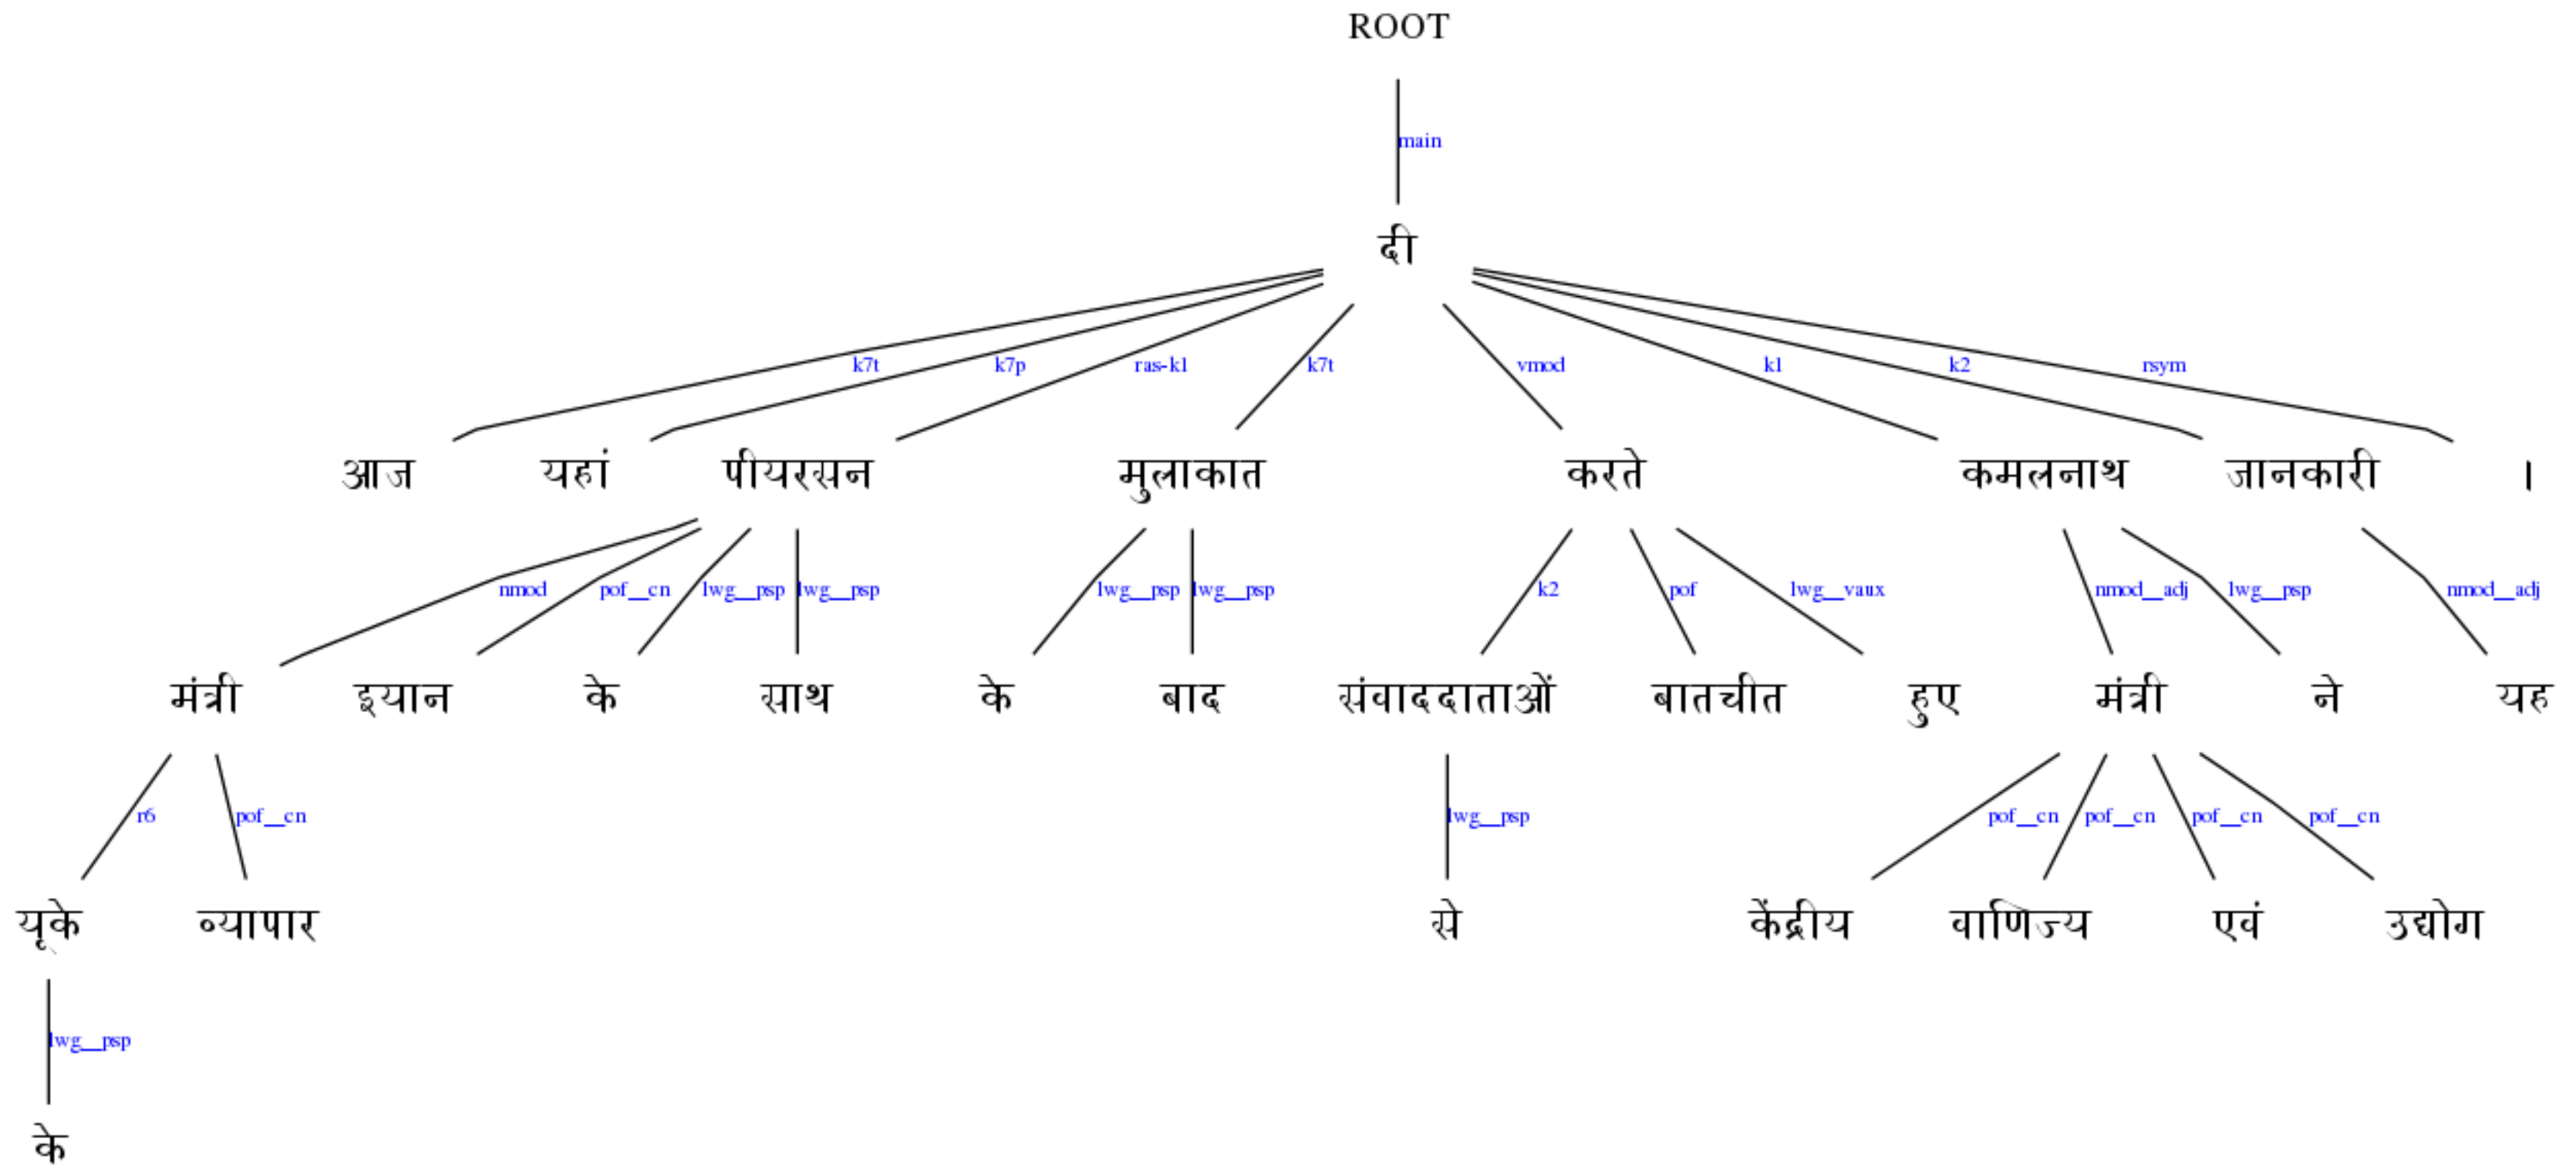 ROOT
main
दी
k7t k7p ras-k1 k7t vmod k1 k2 rsym
आज यहां पीयरसन मुलाकात करते कमलनाथ जानकारी ।
nmod pof__cn lwg__psp lwg__psp lwg__psp lwg__psp k2 pof lwg__vaux nmod__adj lwg__psp nmod__adj
मंत्री इयान के साथ के बाद संवाददाताओं बातचीत हुए मंत्री ने यह
r6 pof__cn lwg__psp pof__cn pof__cn pof__cn pof__cn
यूके व्यापार से केंद्रीय वाणिज्य एवं उद्योग
lwg__psp
के